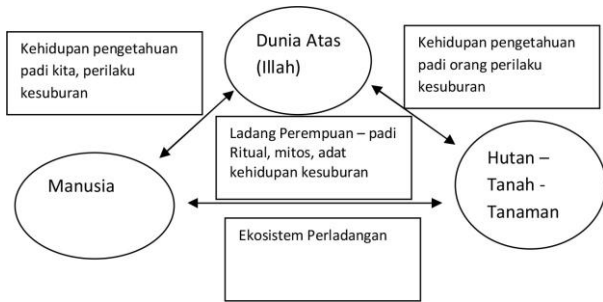 Kehidupan pengetahuan
padi kita, perilaku
kesuburan
Dunia Atas
(Illah)
Kehidupan pengetahuan
padi orang perilaku
kesuburan
Ladang Perempuan – padi
Ritual, mitos, adat
kehidupan kesuburan
Manusia
Hutan –
Tanah -
Tanaman
Ekosistem Perladangan